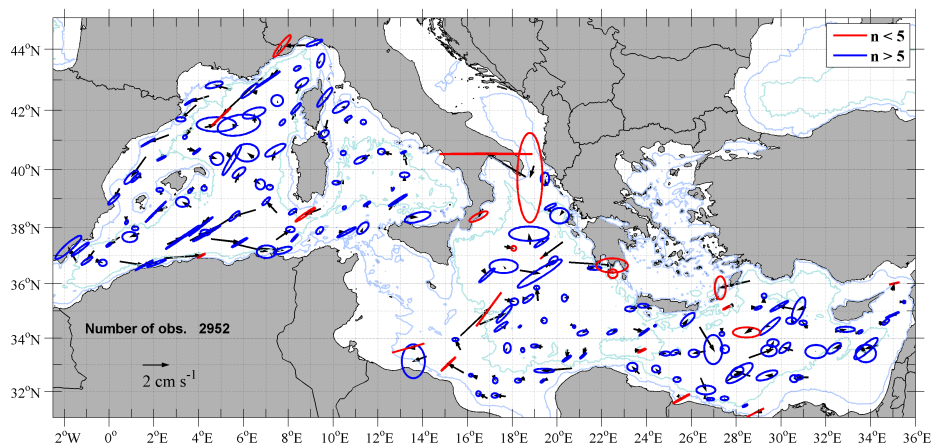 n < 5
n > 5
44°N
42°N
40°N
38°N
36°N
34°N
32°N
Number of obs. 2952
2 cm s⁻¹
2°W 0° 2°E 4°E 6°E 8°E 10°E 12°E 14°E 16°E 18°E 20°E 22°E 24°E 26°E 28°E 30°E 32°E 34°E 36°E